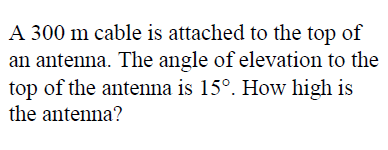 A 300 m cable is attached to the top of
an antenna. The angle of elevation to the
top of the antenna is 15°. How high is
the antenna?